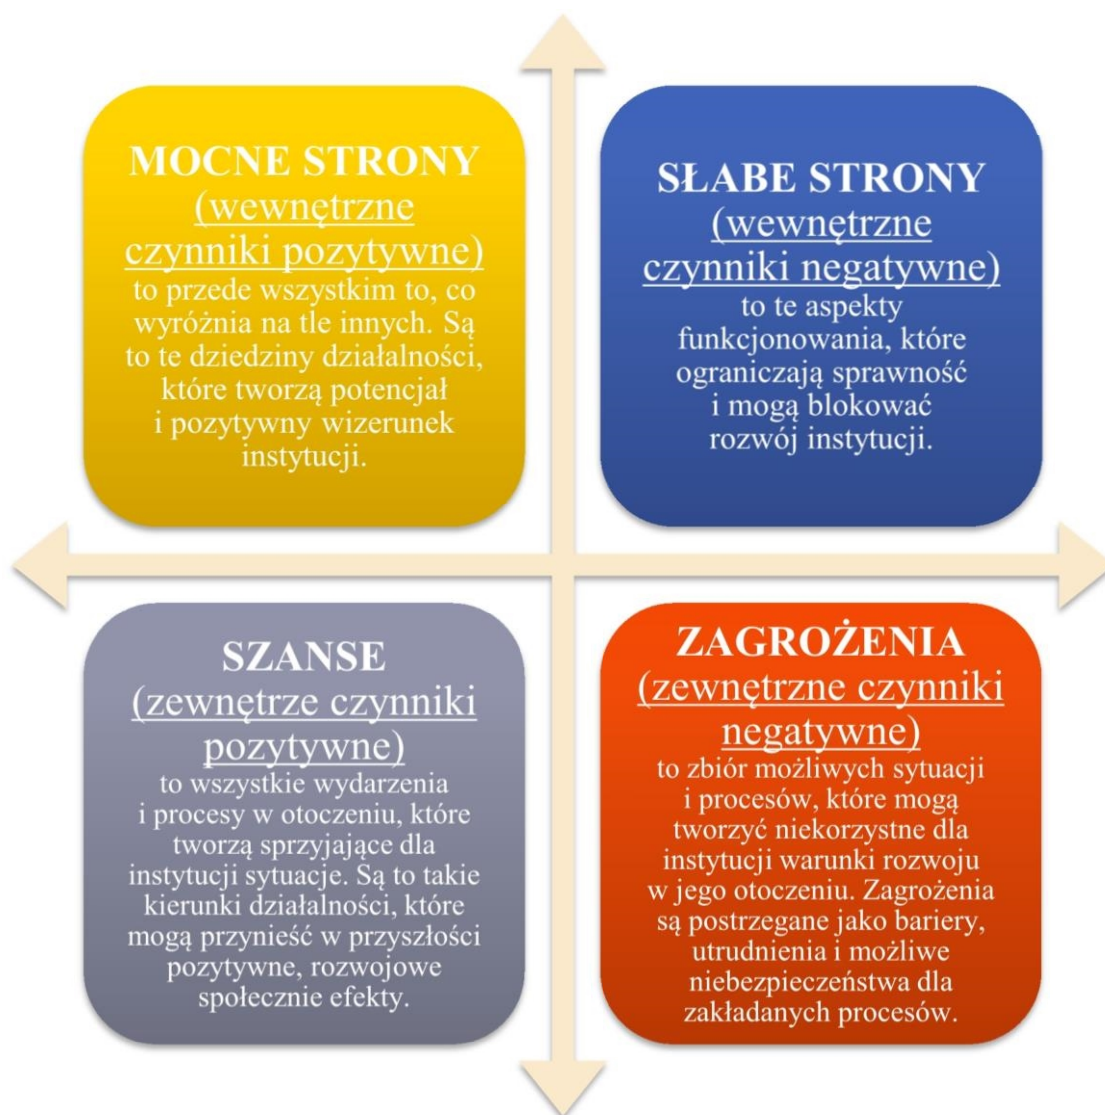 MOCNE STRONY
(wewnętrzne
czynniki pozytywne)
to przede wszystkim to, co
wyróżnia na tle innych. Są
to te dziedziny działalności,
które tworzą potencjał
i pozytywny wizerunek
instytucji.
SŁABE STRONY
(wewnętrzne
czynniki negatywne)
to te aspekty
funkcjonowania, które
ograniczają sprawność
i mogą blokować
rozwój instytucji.
SZANSE
(zewnętrze czynniki
pozytywne)
to wszystkie wydarzenia
i procesy w otoczeniu, które
tworzą sprzyjające dla
instytucji sytuacje. Są to takie
kierunki działalności, które
mogą przynieść w przyszłości
pozytywne, rozwojowe
społecznie efekty.
ZAGROŻENIA
(zewnętrzne czynniki
negatywne)
to zbiór możliwych sytuacji
i procesów, które mogą
tworzyć niekorzystne dla
instytucji warunki rozwoju
w jego otoczeniu. Zagrożenia
są postrzegane jako bariery,
utrudnienia i możliwe
niebezpieczeństwa dla
zakładanych procesów.